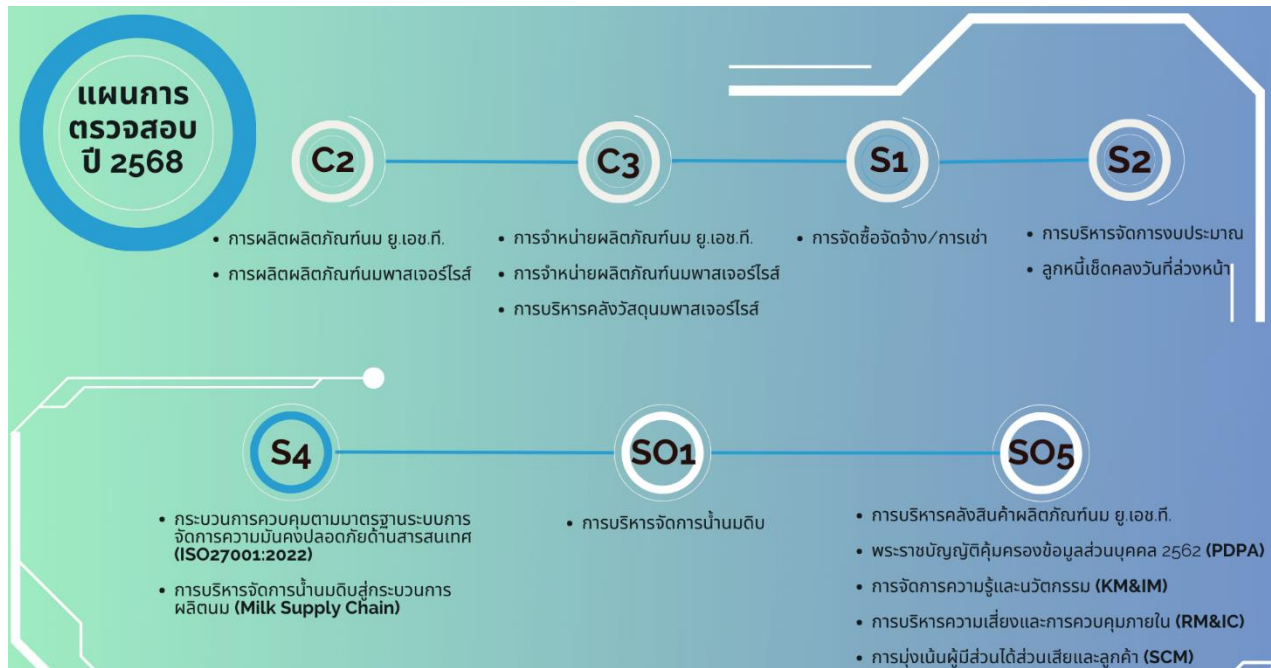 แผนการ
ตรวจสอบ
ปี 2568
C2
C3
S1
S2
• การผลิตผลิตภัณฑ์นม ยู.เอช.ที.
• การผลิตผลิตภัณฑ์นมพาสเจอร์ไรส์
• การจำหน่ายผลิตภัณฑ์นม ยู.เอช.ที.
• การจำหน่ายผลิตภัณฑ์นมพาสเจอร์ไรส์
• การบริหารคลังวัสดุนมพาสเจอร์ไรส์
• การจัดซื้อจัดจ้าง/การเช่า
• การบริหารจัดการงบประมาณ
• ลูกหนี้เช็ดคลงวันที่ล่วงหน้า
S4
SO1
SO5
• กระบวนการควบคุมตามมาตรฐานระบบการ
จัดการความมั่นคงปลอดภัยด้านสารสนเทศ
(ISO27001:2022)
• การบริหารจัดการน้ำนมดิบสู่กระบวนการ
ผลิตนม (Milk Supply Chain)
• การบริหารจัดการน้ำนมดิบ
• การบริหารคลังสินค้าผลิตภัณฑ์นม ยู.เอช.ที.
• พระราชบัญญัติคุ้มครองข้อมูลส่วนบุคคล 2562 (PDPA)
• การจัดการความรู้และนวัตกรรม (KM&IM)
• การบริหารความเสี่ยงและการควบคุมภายใน (RM&IC)
• การมุ่งเน้นผู้มีส่วนได้ส่วนเสียและลูกค้า (SCM)